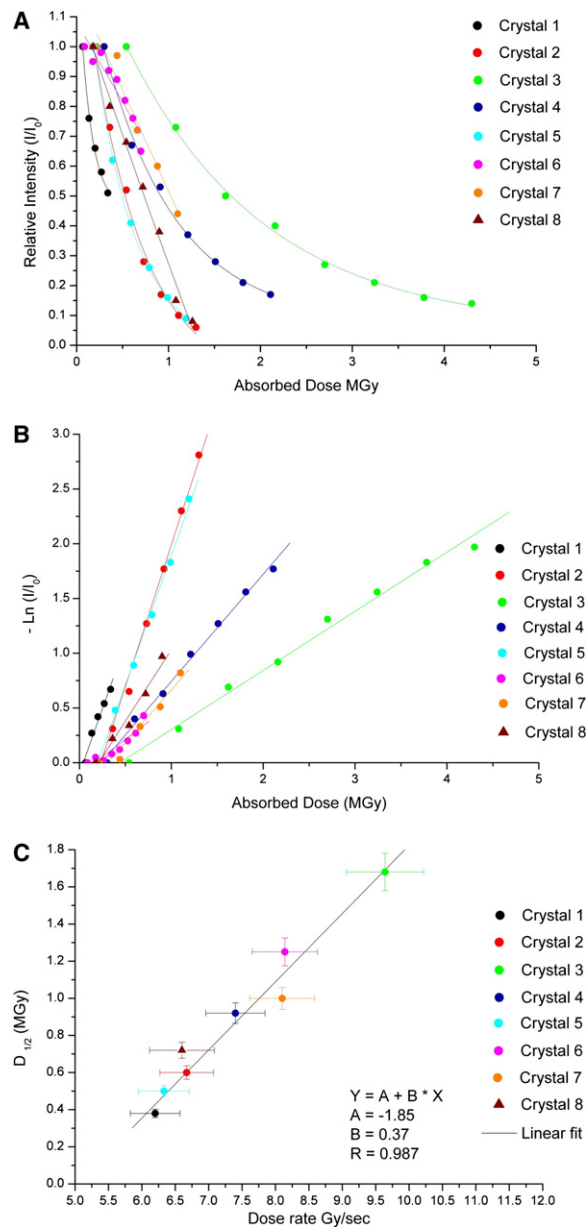 A
1.1
1.0
0.9
0.8
0.7
0.6
0.5
0.4
0.3
0.2
0.1
0.0
Relative Intensity (I/I₀)
0 1 2 3 4 5
Absorbed Dose MGy
Crystal 1
Crystal 2
Crystal 3
Crystal 4
Crystal 5
Crystal 6
Crystal 7
Crystal 8
B
3.0
2.5
2.0
1.5
1.0
0.5
0.0
- Ln (I/I₀)
0 1 2 3 4 5
Absorbed Dose (MGy)
Crystal 1
Crystal 2
Crystal 3
Crystal 4
Crystal 5
Crystal 6
Crystal 7
Crystal 8
C
1.8
1.6
1.4
1.2
1.0
0.8
0.6
0.4
0.2
0.0
D 1/2 (MGy)
5.0 5.5 6.0 6.5 7.0 7.5 8.0 8.5 9.0 9.5 10.0 10.5 11.0 11.5 12.0
Dose rate Gy/sec
Y = A + B * X
A = -1.85
B = 0.37
R = 0.987
Crystal 1
Crystal 2
Crystal 3
Crystal 4
Crystal 5
Crystal 6
Crystal 7
Crystal 8
Linear fit